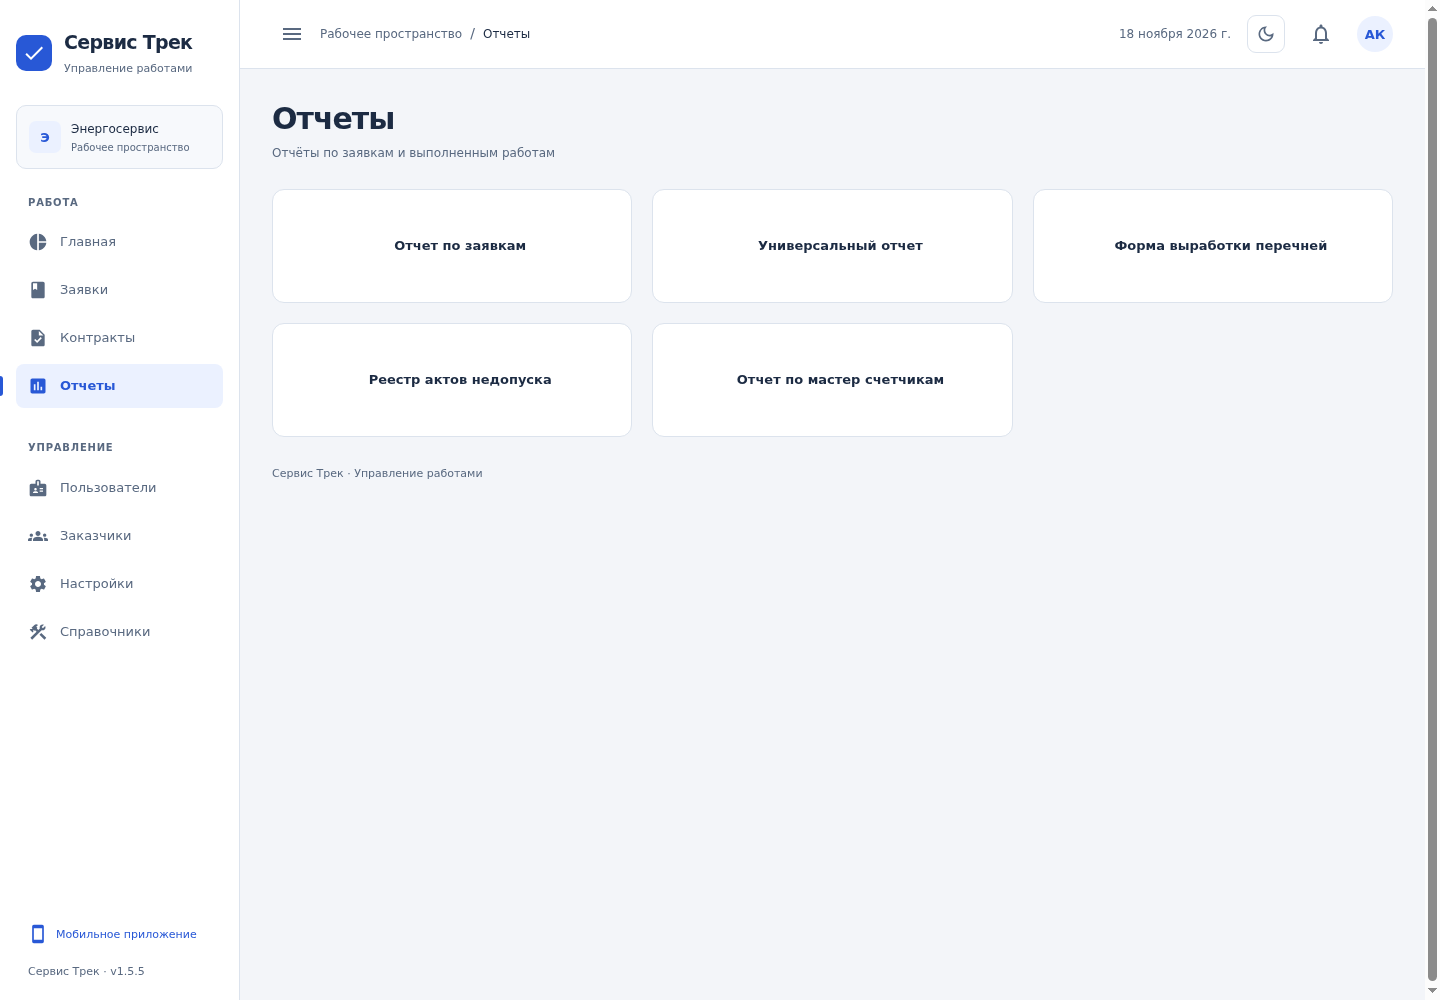 Сервис Трек
Управление работами
Э
Энергосервис
Рабочее пространство
РАБОТА
Главная
Заявки
Контракты
Отчеты
УПРАВЛЕНИЕ
Пользователи
Заказчики
Настройки
Справочники
Мобильное приложение
Сервис Трек · v1.5.5
Рабочее пространство / Отчеты
18 ноября 2026 г.
АК
Отчеты
Отчёты по заявкам и выполненным работам
Отчет по заявкам
Универсальный отчет
Форма выработки перечней
Реестр актов недопуска
Отчет по мастер счетчикам
Сервис Трек · Управление работами